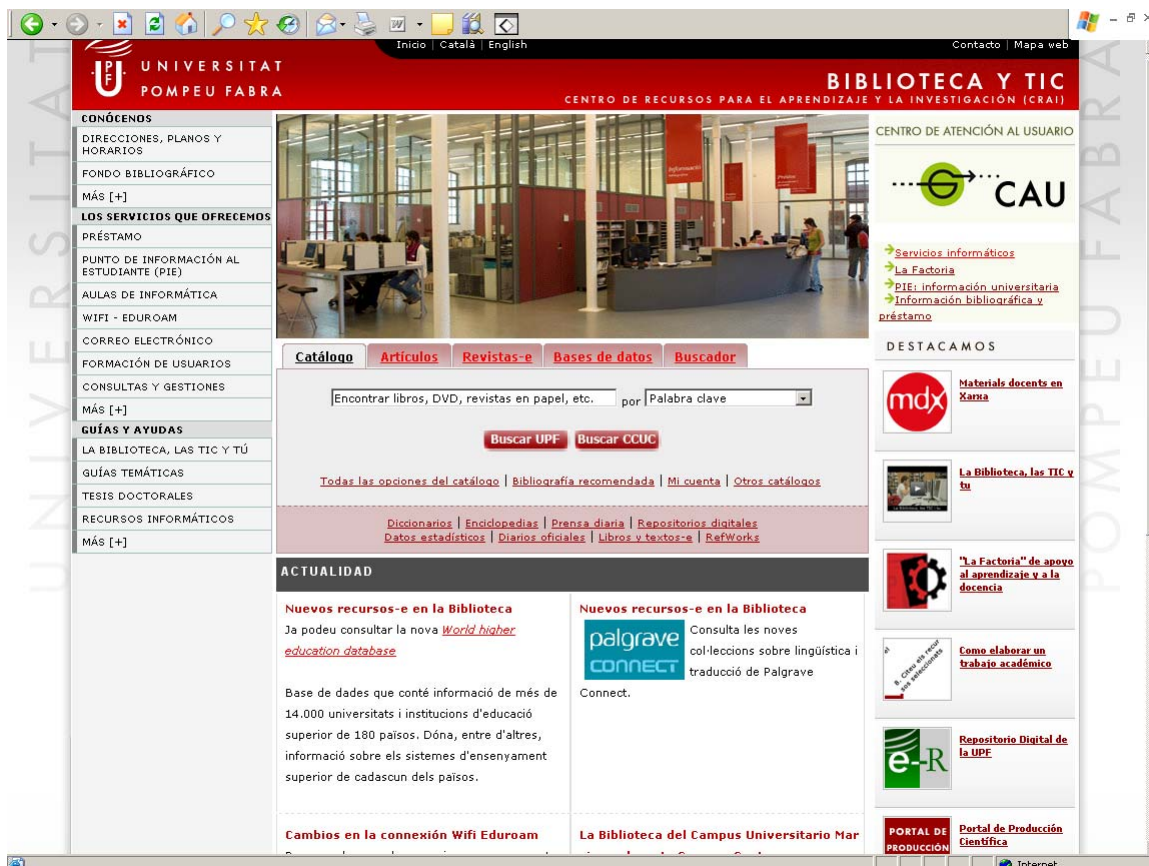 Inicio | Català | English
Contacto | Mapa web
UPF
UNIVERSITAT
POMPEU FABRA
BIBLIOTECA Y TIC
CENTRO DE RECURSOS PARA EL APRENDIZAJE Y LA INVESTIGACIÓN (CRAI)
UNIVERSITAT
POMPEU FABRA
CONÓCENOS
DIRECCIONES, PLANOS Y
HORARIOS
FONDO BIBLIOGRÁFICO
MÁS [+]
LOS SERVICIOS QUE OFRECEMOS
PRÉSTAMO
PUNTO DE INFORMACIÓN AL
ESTUDIANTE (PIE)
AULAS DE INFORMÁTICA
WIFI - EDUROAM
CORREO ELECTRÓNICO
FORMACIÓN DE USUARIOS
CONSULTAS Y GESTIONES
MÁS [+]
GUÍAS Y AYUDAS
LA BIBLIOTECA, LAS TIC Y TÚ
GUÍAS TEMÁTICAS
TESIS DOCTORALES
RECURSOS INFORMÁTICOS
MÁS [+]
Informació
Catálogo
Artículos
Revistas-e
Bases de datos
Buscador
Encontrar libros, DVD, revistas en papel, etc. por Palabra clave
Buscar UPF
Buscar CCUC
Todas las opciones del catálogo | Bibliografía recomendada | Mi cuenta | Otros catálogos
Diccionarios | Enciclopedias | Prensa diaria | Repositorios digitales
Datos estadísticos | Diarios oficiales | Libros y textos-e | RefWorks
ACTUALIDAD
Nuevos recursos-e en la Biblioteca
Ja podeu consultar la nova World higher
education database
Base de dades que conté informació de més de
14.000 universitats i institucions d'educació
superior de 180 països. Dóna, entre d'altres,
informació sobre els sistemes d'ensenyament
superior de cadascun dels països.
Nuevos recursos-e en la Biblioteca
palgrave
connect
Consulta les noves
col·leccions sobre lingüística i
traducció de Palgrave
Connect.
Cambios en la connexión Wifi Eduroam
La Biblioteca del Campus Universitario Mar
CENTRO DE ATENCIÓN AL USUARIO
CAU
Servicios informáticos
La Factoria
PIE: información universitaria
Información bibliográfica y
préstamo
DESTACAMOS
mdx
Materials docents en
Xarxa
La Biblioteca, las TIC y
tu
"La Factoria" de apoyo
al aprendizaje y a la
docencia
8. Citeu els recur
sos seleccionats
Como elaborar un
trabajo académico
e-R
Repositorio Digital de
la UPF
PORTAL DE
PRODUCCIÓN
Portal de Producción
Científica
Internet